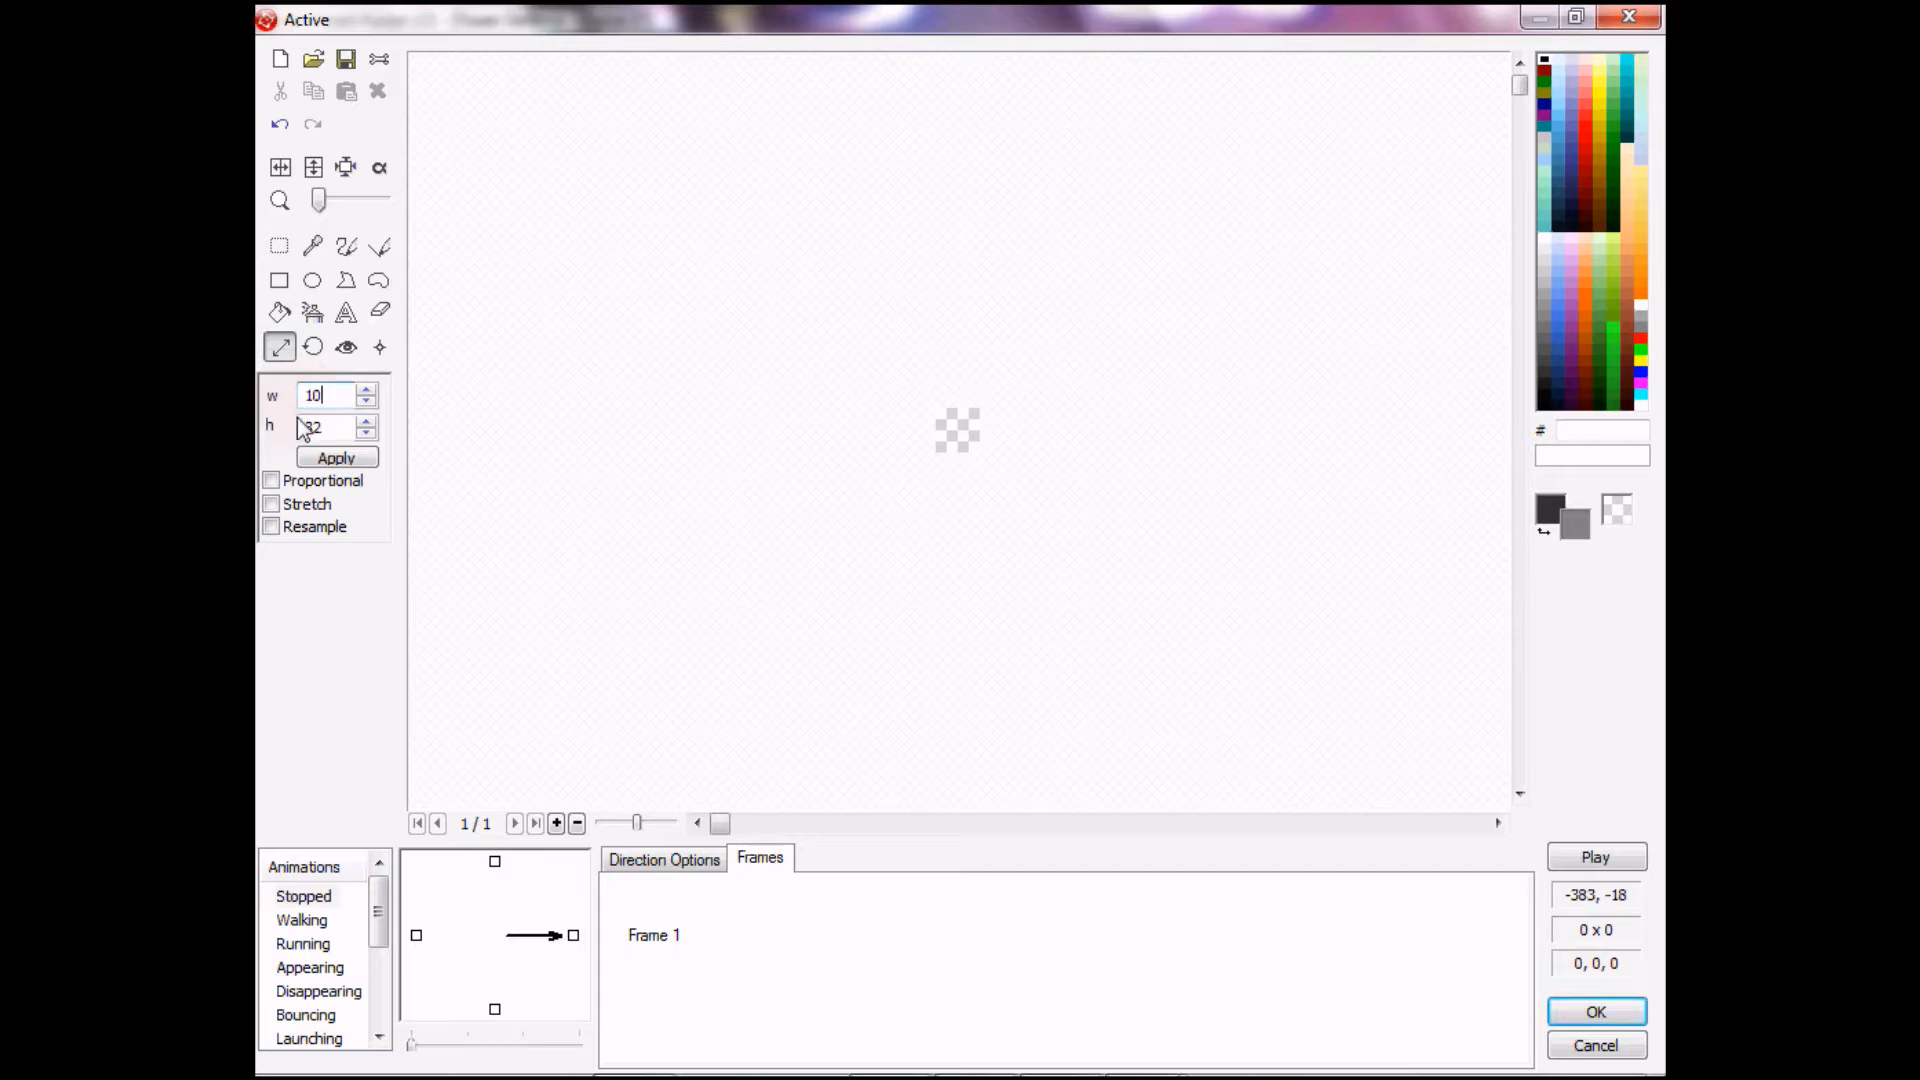 Active
w 10
h 32
Apply
Proportional
Stretch
Resample
#
1 / 1
Animations
Stopped
Walking
Running
Appearing
Disappearing
Bouncing
Launching
Direction Options
Frames
Frame 1
Play
-383, -18
0 x 0
0, 0, 0
OK
Cancel